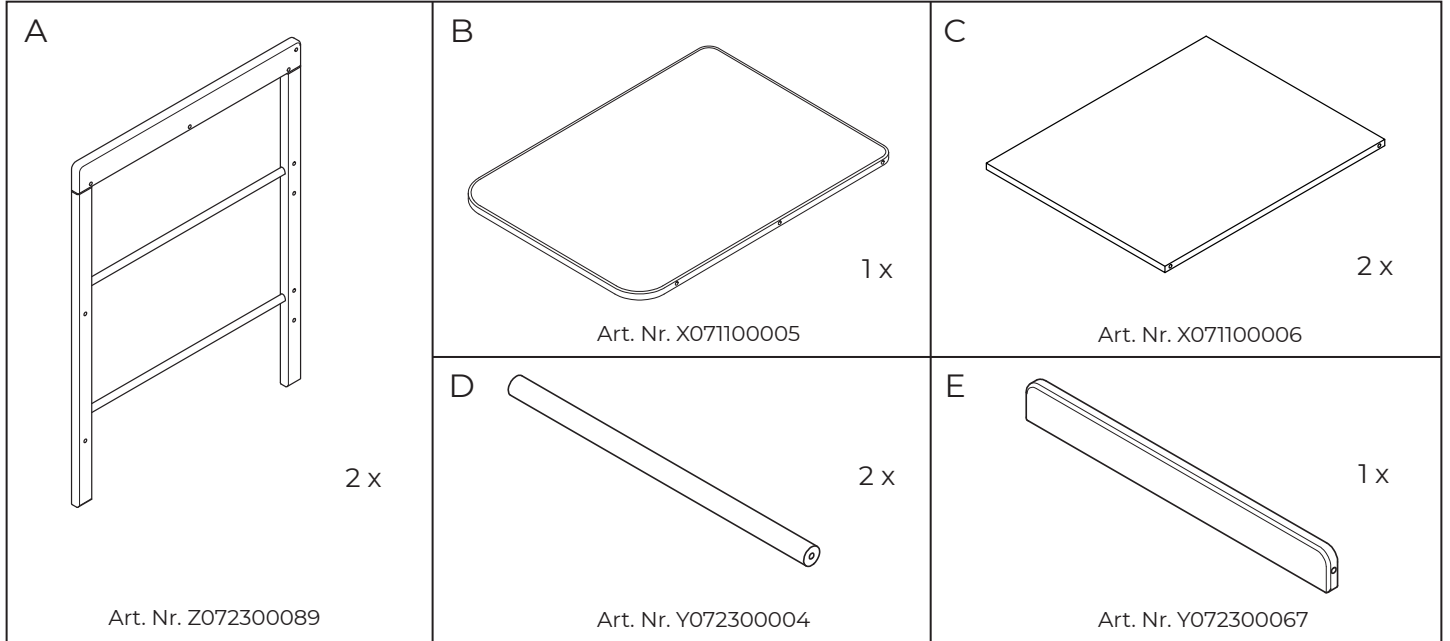 A
2 x
Art. Nr. Z072300089
B
1 x
Art. Nr. X071100005
C
2 x
Art. Nr. X071100006
D
2 x
Art. Nr. Y072300004
E
1 x
Art. Nr. Y072300067